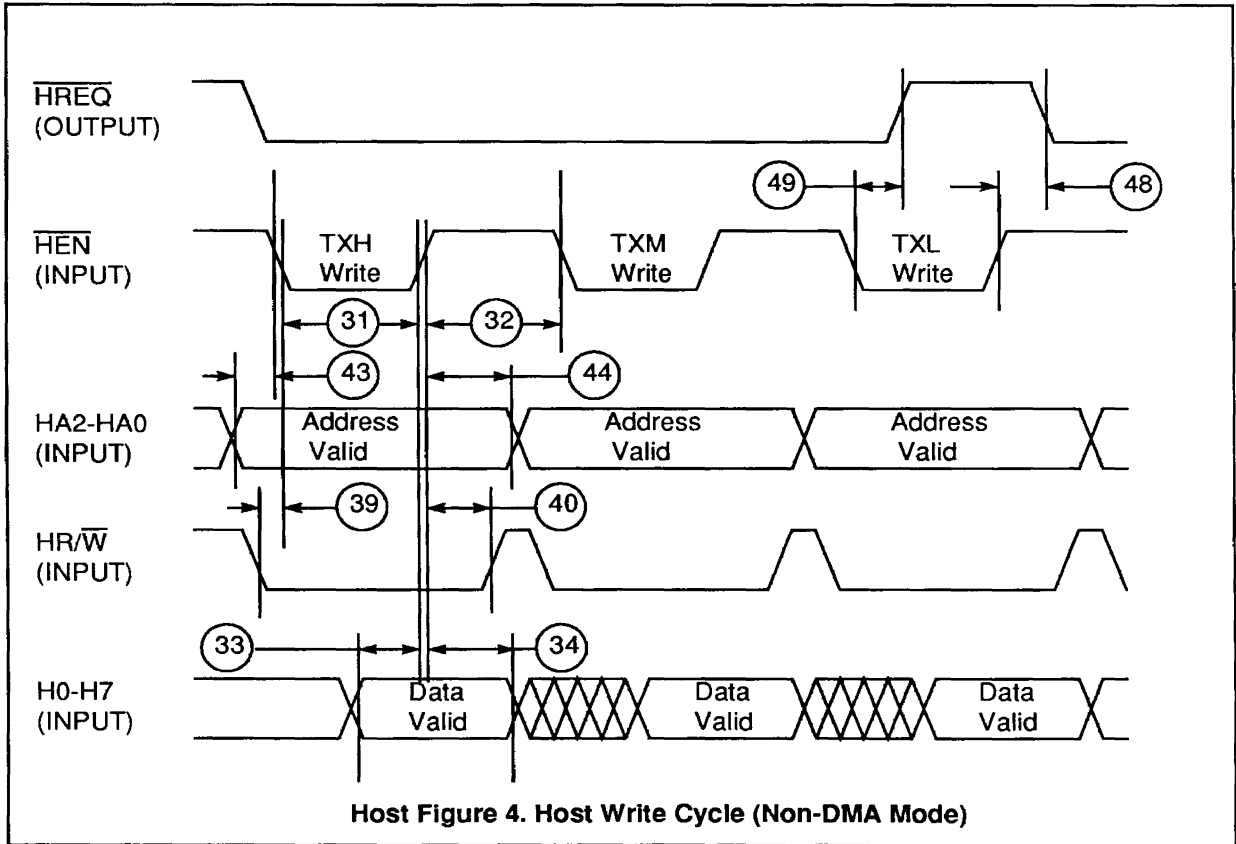 HREQ
(OUTPUT)
49
48
HEN
(INPUT)
TXH
Write
TXM
Write
TXL
Write
31
32
43
44
HA2-HA0
(INPUT)
Address
Valid
Address
Valid
Address
Valid
39
40
HR/W
(INPUT)
33
34
H0-H7
(INPUT)
Data
Valid
Data
Valid
Data
Valid
Host Figure 4. Host Write Cycle (Non-DMA Mode)